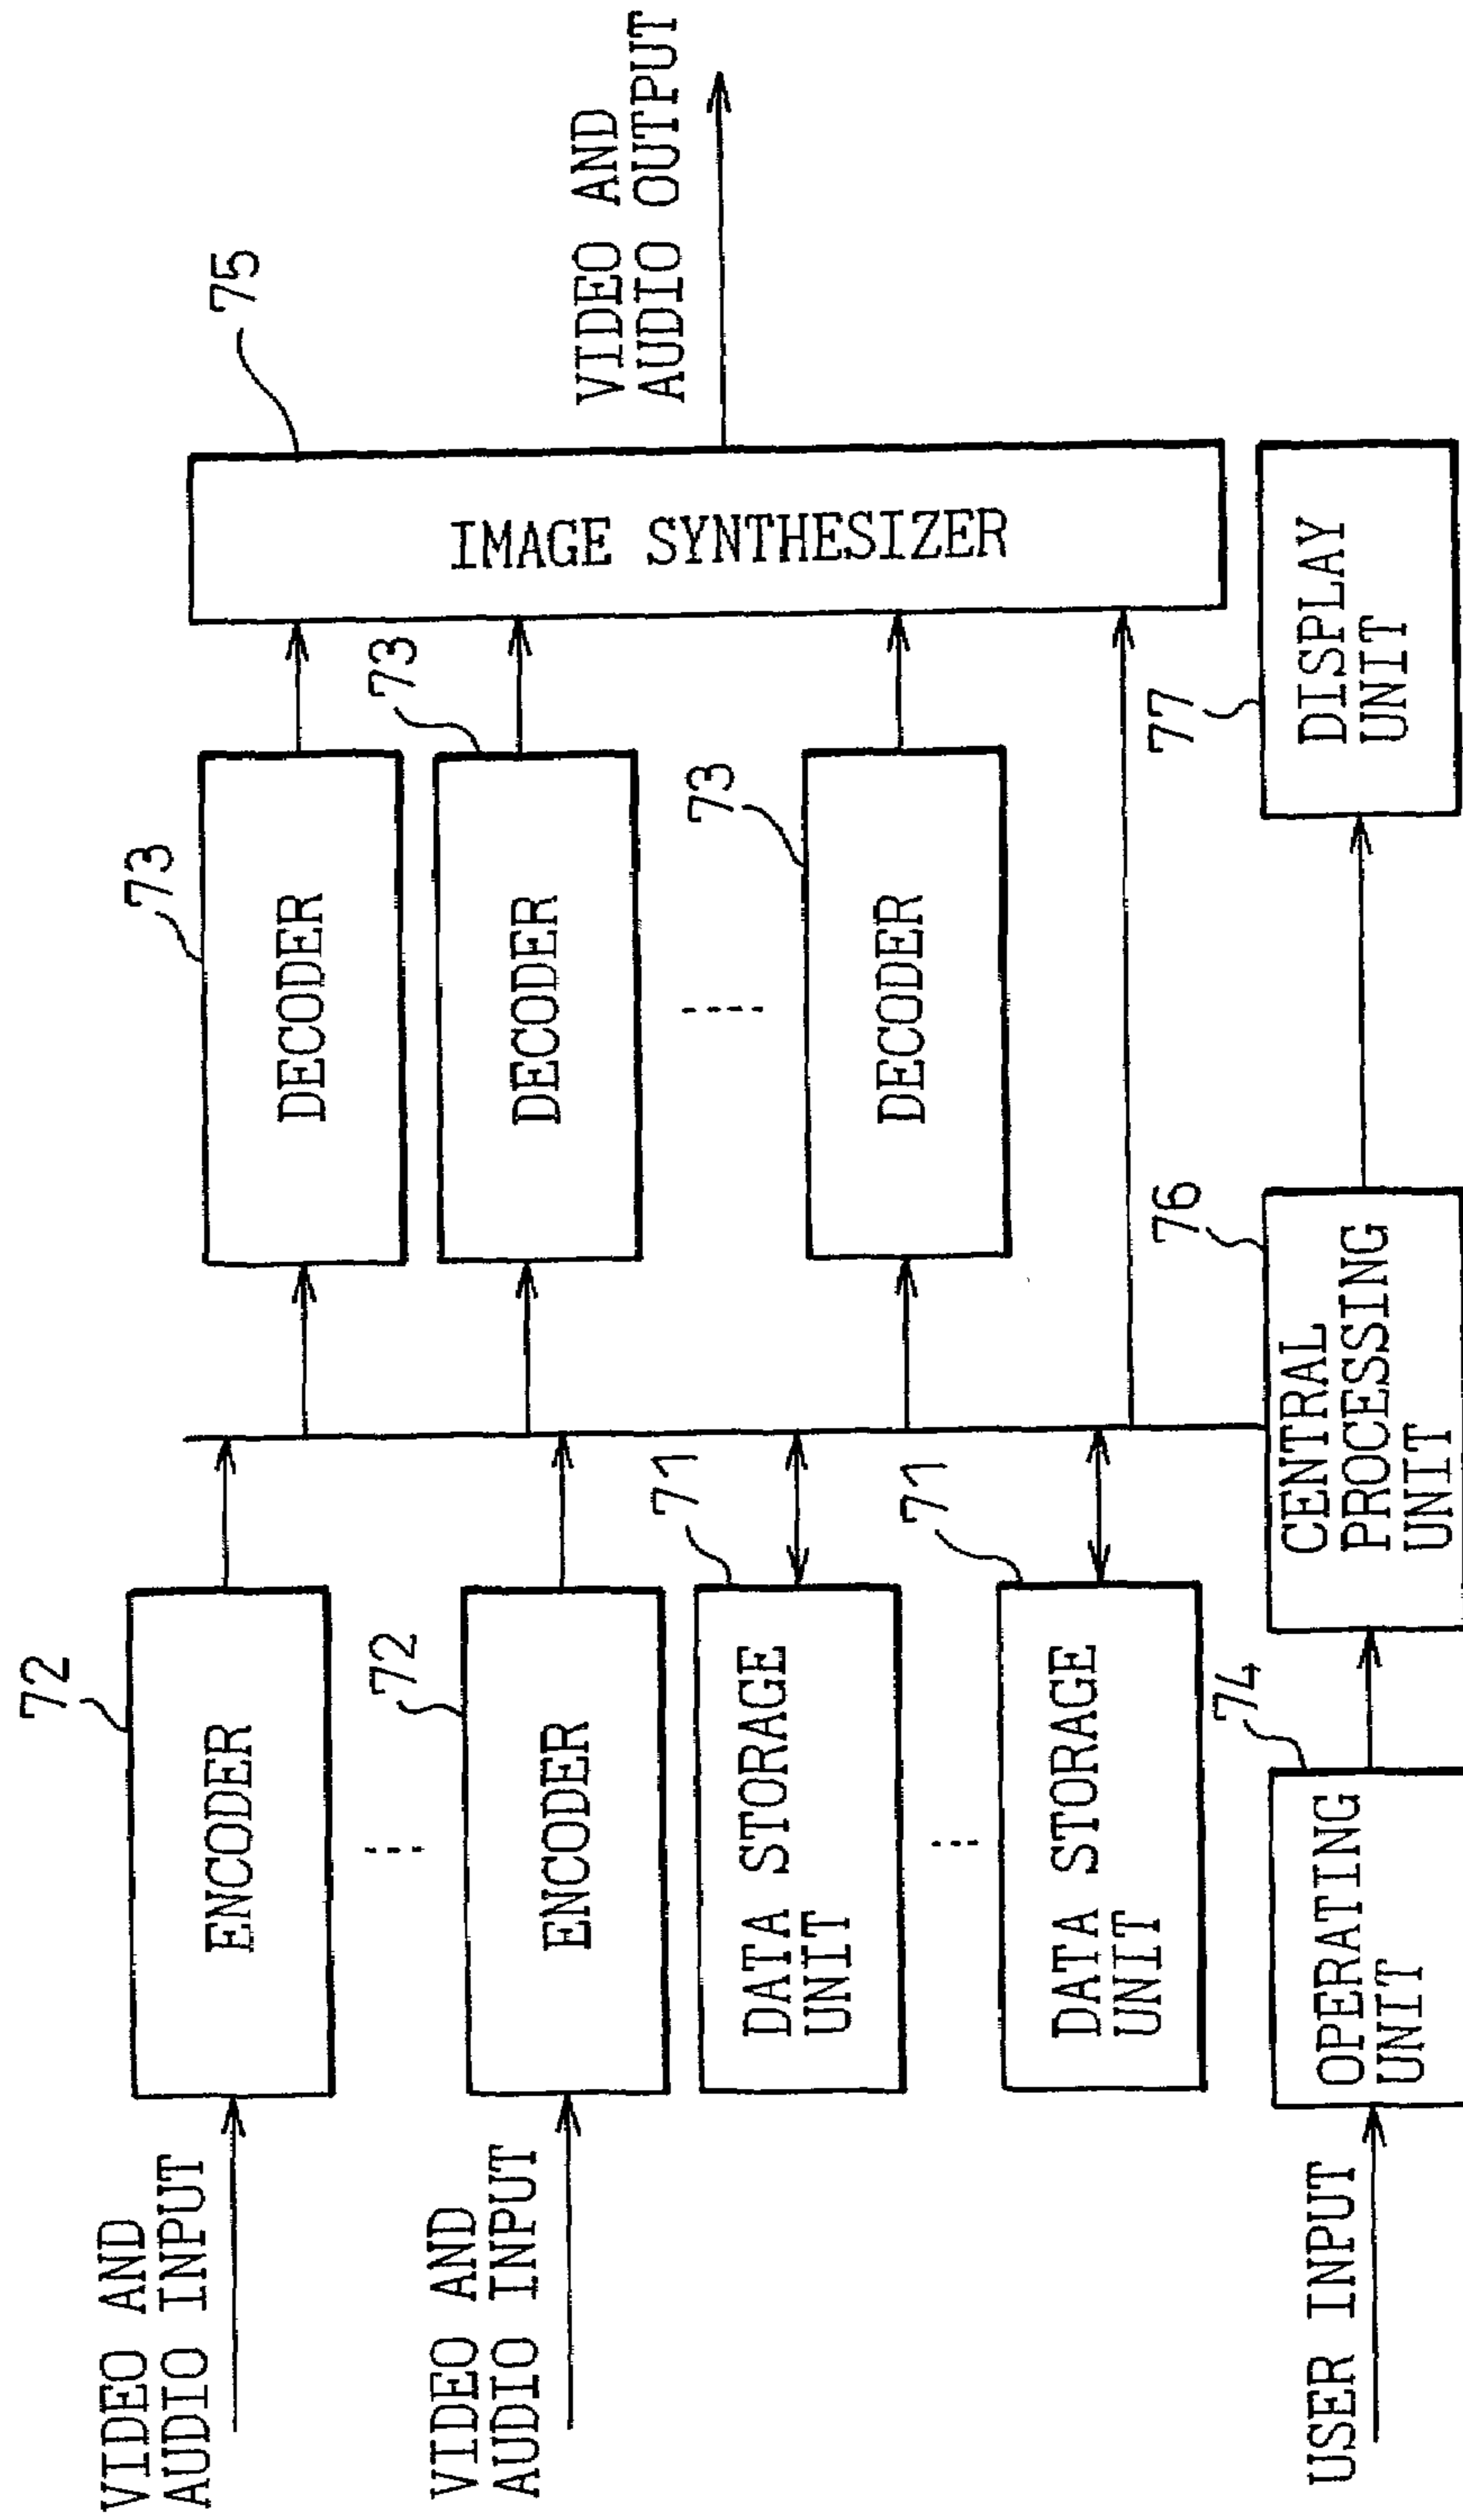 VIDEO AND
AUDIO INPUT
72
ENCODER
73
DECODER
75
IMAGE SYNTHESIZER
VIDEO AND
AUDIO OUTPUT
VIDEO AND
AUDIO INPUT
72
ENCODER
73
DECODER
71
DATA STORAGE
UNIT
73
DECODER
71
DATA STORAGE
UNIT
USER INPUT
74
OPERATING
UNIT
76
CENTRAL
PROCESSING
UNIT
77
DISPLAY
UNIT